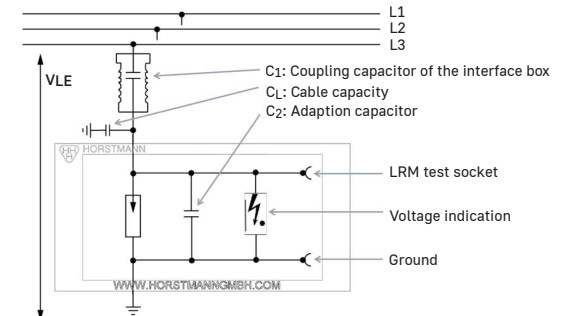 L1
L2
L3
VLE
C1: Coupling capacitor of the interface box
CL: Cable capacity
C2: Adaption capacitor
HORSTMANN
LRM test socket
Voltage indication
Ground
WWW.HORSTMANNGMBH.COM